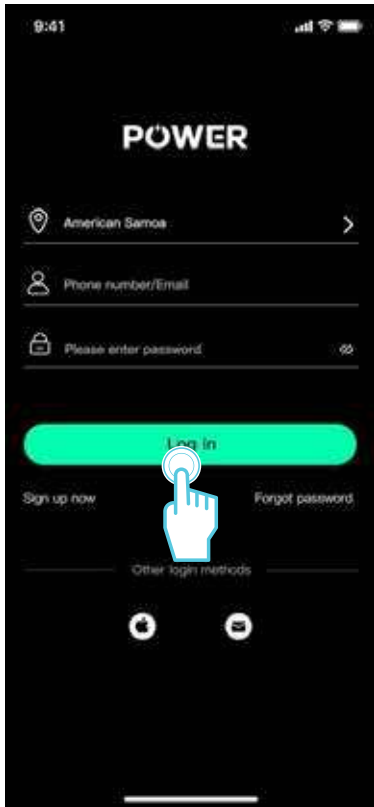 9:41
POWER
American Samoa
Phone number/Email
Please enter password
Log in
Sign up now Forgot password
Other login methods